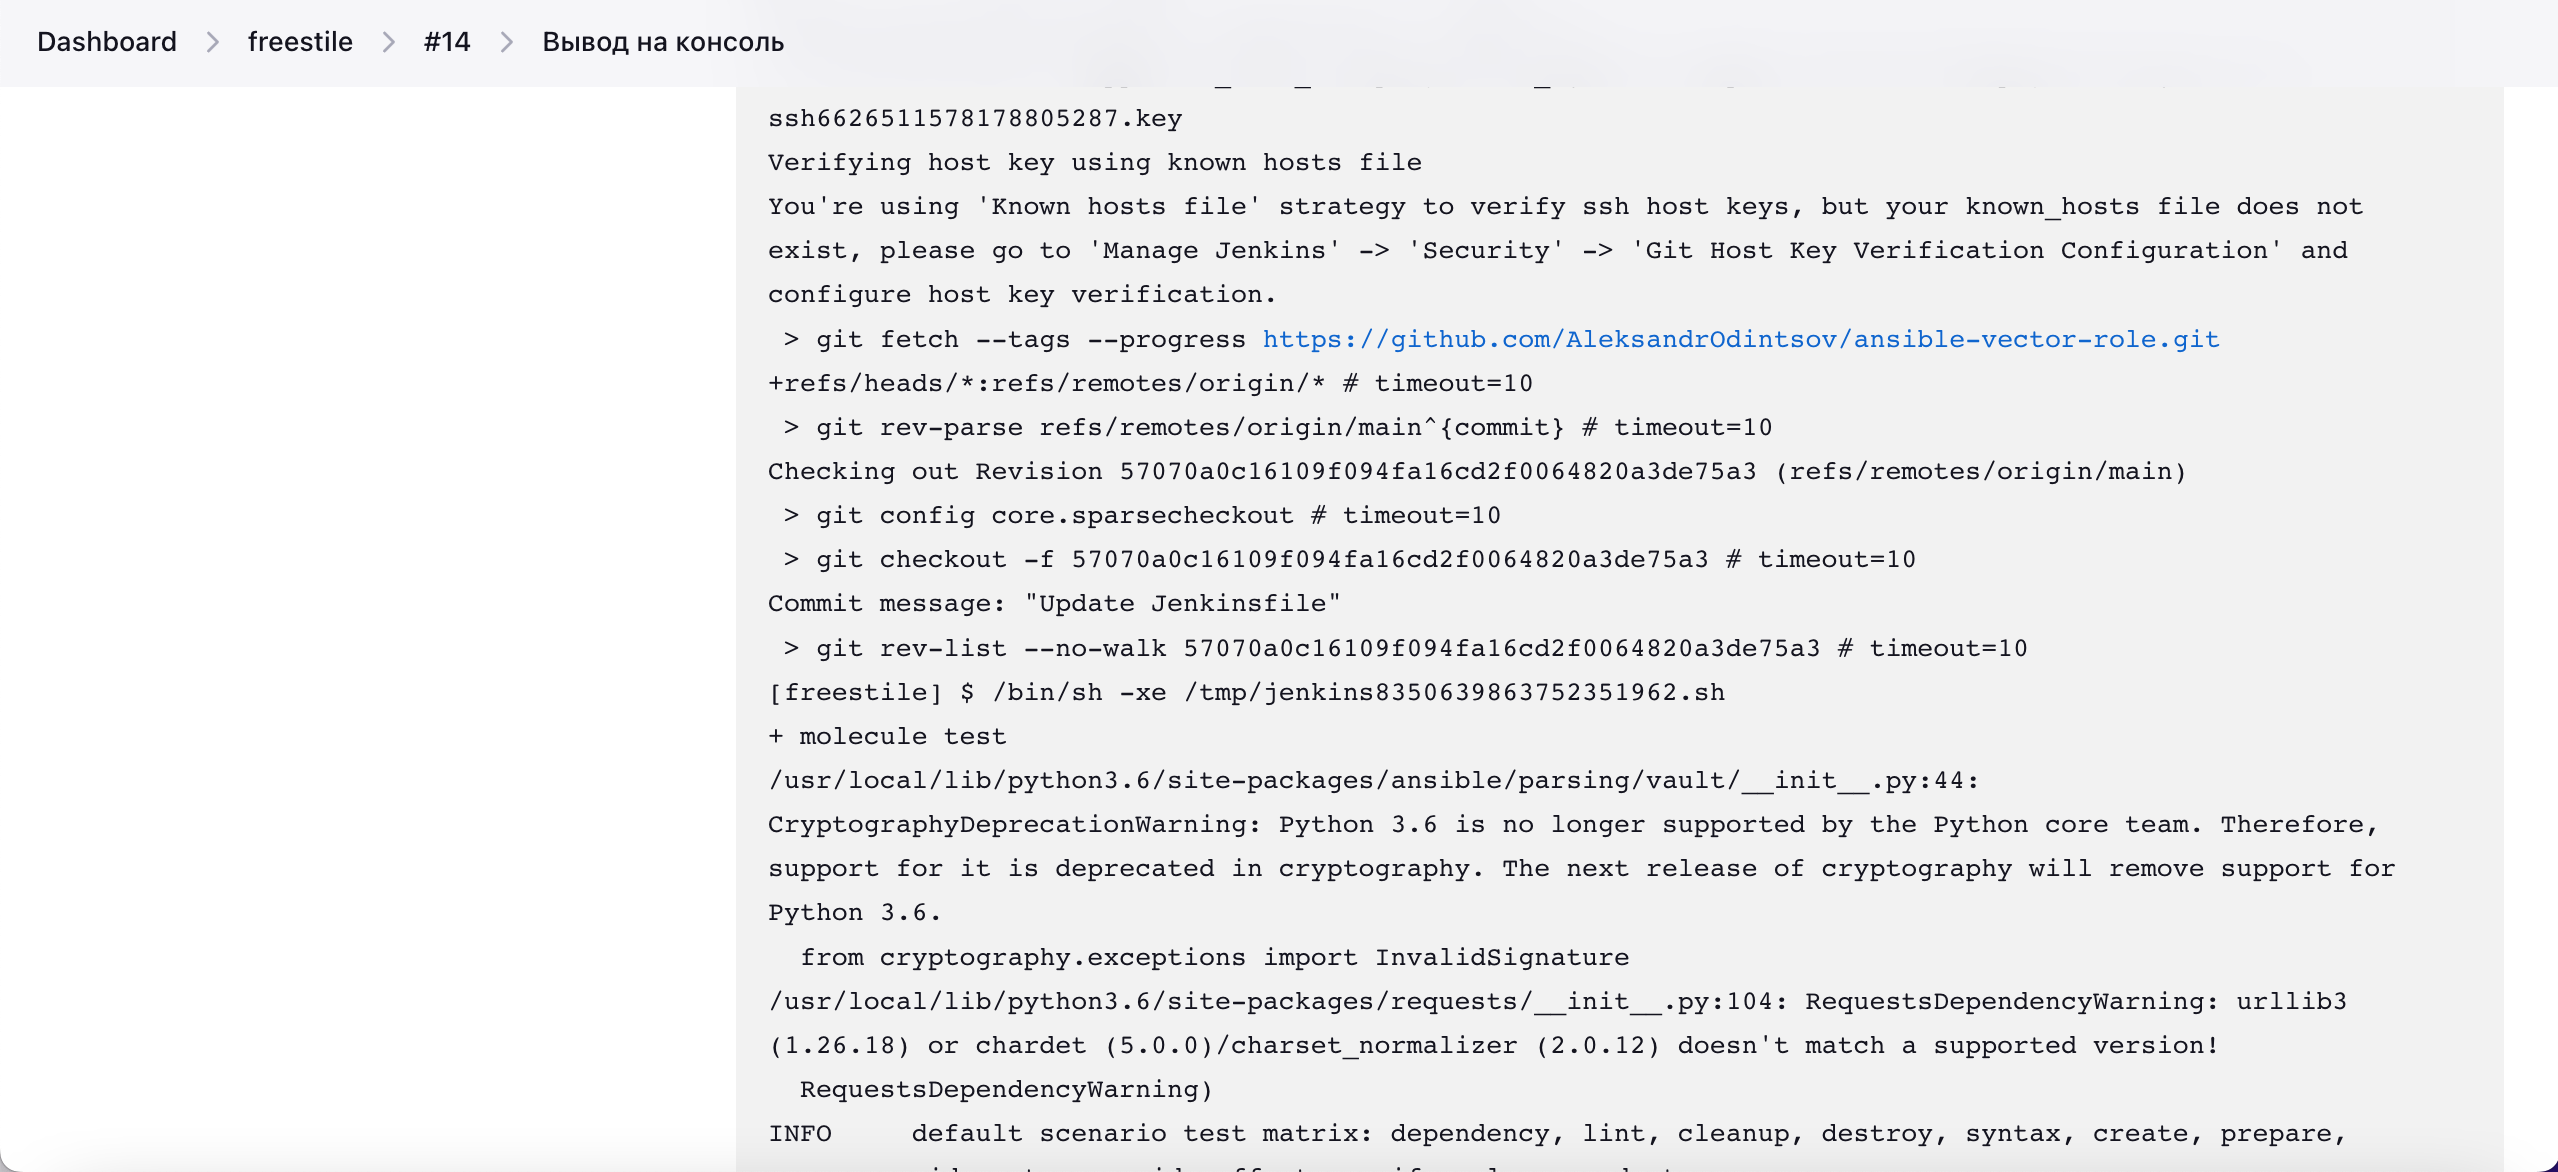 Dashboard > freestile > #14 > Вывод на консоль
ssh6626511578178805287.key
Verifying host key using known hosts file
You're using 'Known hosts file' strategy to verify ssh host keys, but your known_hosts file does not
exist, please go to 'Manage Jenkins' -> 'Security' -> 'Git Host Key Verification Configuration' and
configure host key verification.
 > git fetch --tags --progress https://github.com/AleksandrOdintsov/ansible-vector-role.git
+refs/heads/*:refs/remotes/origin/* # timeout=10
 > git rev-parse refs/remotes/origin/main^{commit} # timeout=10
Checking out Revision 57070a0c16109f094fa16cd2f0064820a3de75a3 (refs/remotes/origin/main)
 > git config core.sparsecheckout # timeout=10
 > git checkout -f 57070a0c16109f094fa16cd2f0064820a3de75a3 # timeout=10
Commit message: "Update Jenkinsfile"
 > git rev-list --no-walk 57070a0c16109f094fa16cd2f0064820a3de75a3 # timeout=10
[freestile] $ /bin/sh -xe /tmp/jenkins8350639863752351962.sh
+ molecule test
/usr/local/lib/python3.6/site-packages/ansible/parsing/vault/__init__.py:44:
CryptographyDeprecationWarning: Python 3.6 is no longer supported by the Python core team. Therefore,
support for it is deprecated in cryptography. The next release of cryptography will remove support for
Python 3.6.
  from cryptography.exceptions import InvalidSignature
/usr/local/lib/python3.6/site-packages/requests/__init__.py:104: RequestsDependencyWarning: urllib3
(1.26.18) or chardet (5.0.0)/charset_normalizer (2.0.12) doesn't match a supported version!
  RequestsDependencyWarning)
INFO     default scenario test matrix: dependency, lint, cleanup, destroy, syntax, create, prepare,